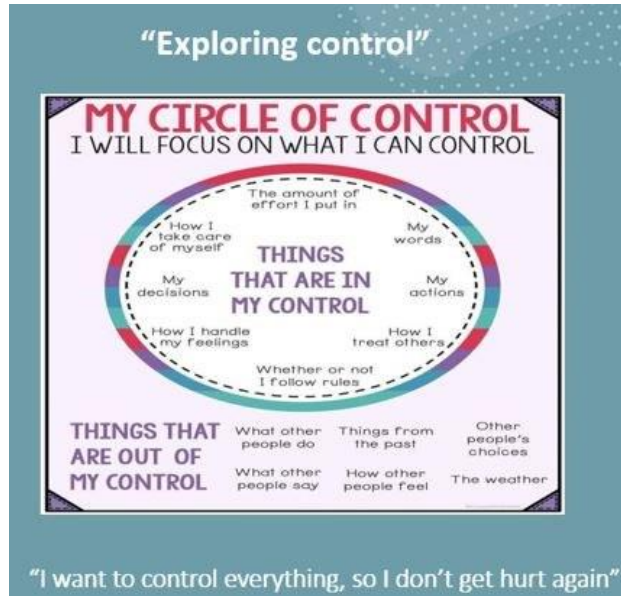 “Exploring control”
MY CIRCLE OF CONTROL
I WILL FOCUS ON WHAT I CAN CONTROL
The amount of
effort I put in
How I
take care
of myself
My
words
THINGS
THAT ARE IN
MY CONTROL
My
decisions
My
actions
How I handle
my feelings
How I
treat others
Whether or not
I follow rules
THINGS THAT
ARE OUT OF
MY CONTROL
What other
people do
Things from
the past
Other
people's
choices
What other
people say
How other
people feel
The weather
“I want to control everything, so I don’t get hurt again”